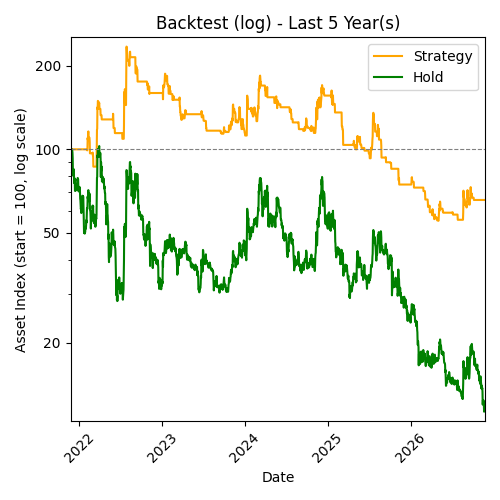 Backtest (log) - Last 5 Year(s)
Strategy
Hold
Asset Index (start = 100, log scale)
200
100
50
20
2022
2023
2024
2025
2026
Date